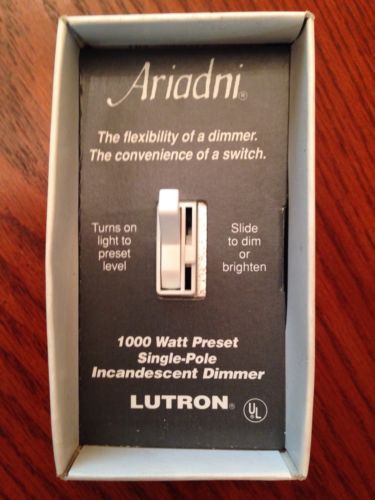 Ariadni®
The flexibility of a dimmer.
The convenience of a switch.
Turns on
light to
preset
level
Slide
to dim
or
brighten
1000 Watt Preset
Single-Pole
Incandescent Dimmer
LUTRON®
UL